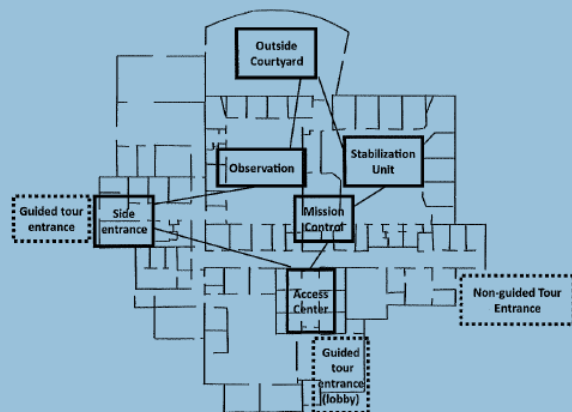 Outside
Courtyard
Observation
Stabilization
Unit
Guided tour
entrance
Side
entrance
Mission
Control
Access
Center
Non-guided Tour
Entrance
Guided
tour
entrance
(lobby)